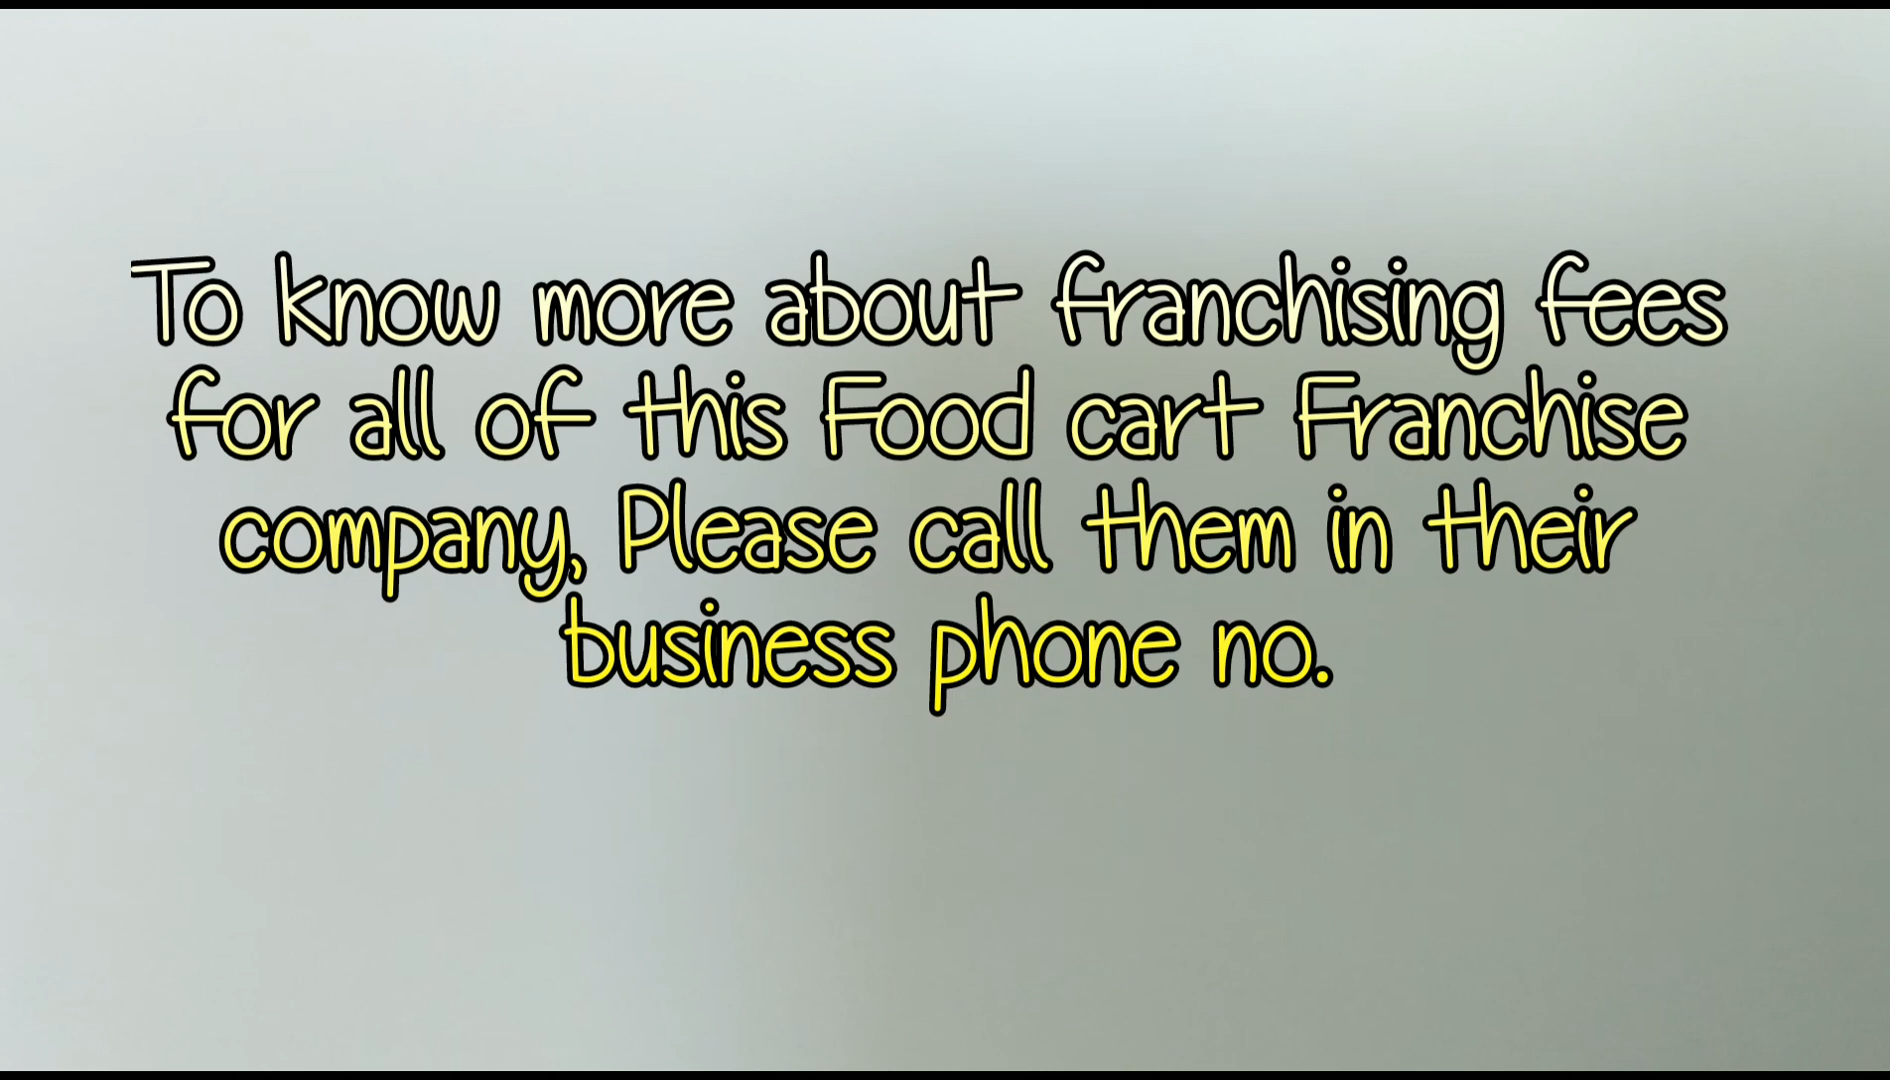 To know more about franchising fees
for all of this Food cart Franchise
company, Please call them in their
business phone no.